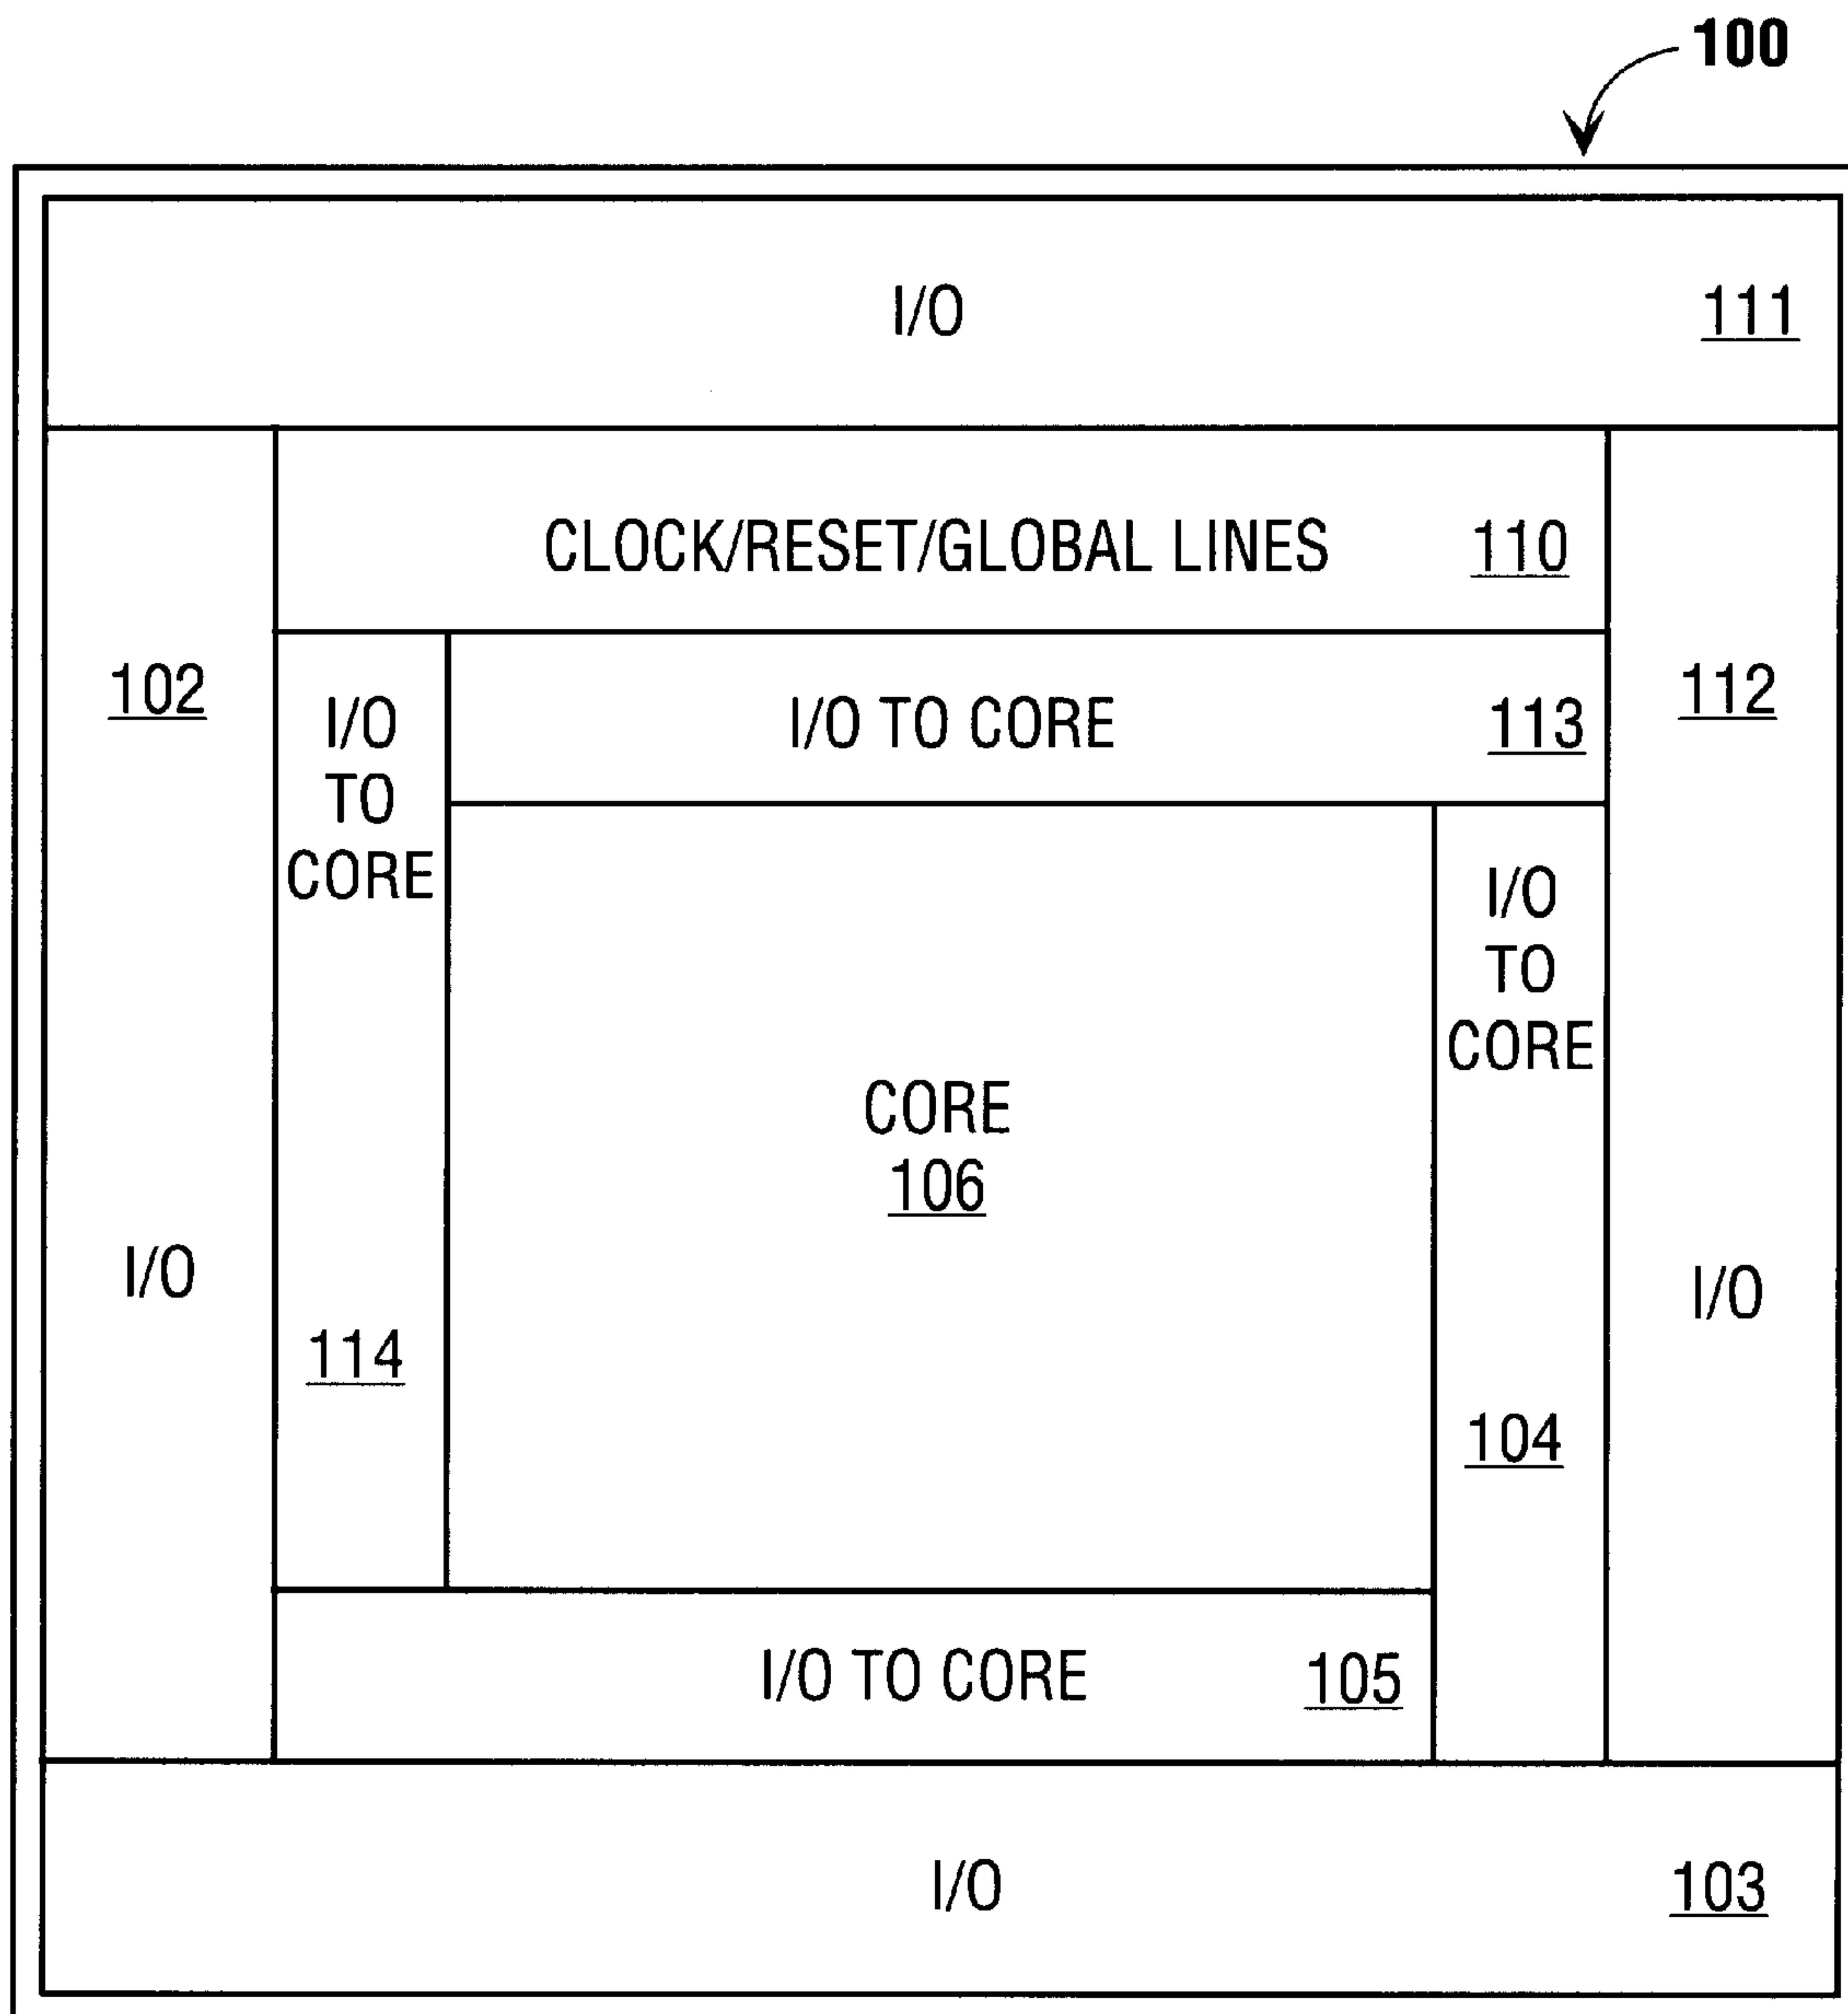 100
I/O 111
CLOCK/RESET/GLOBAL LINES 110
102
I/O
TO
CORE
I/O TO CORE 113
112
I/O
TO
CORE
CORE
106
I/O
114
104
I/O
I/O TO CORE 105
I/O 103